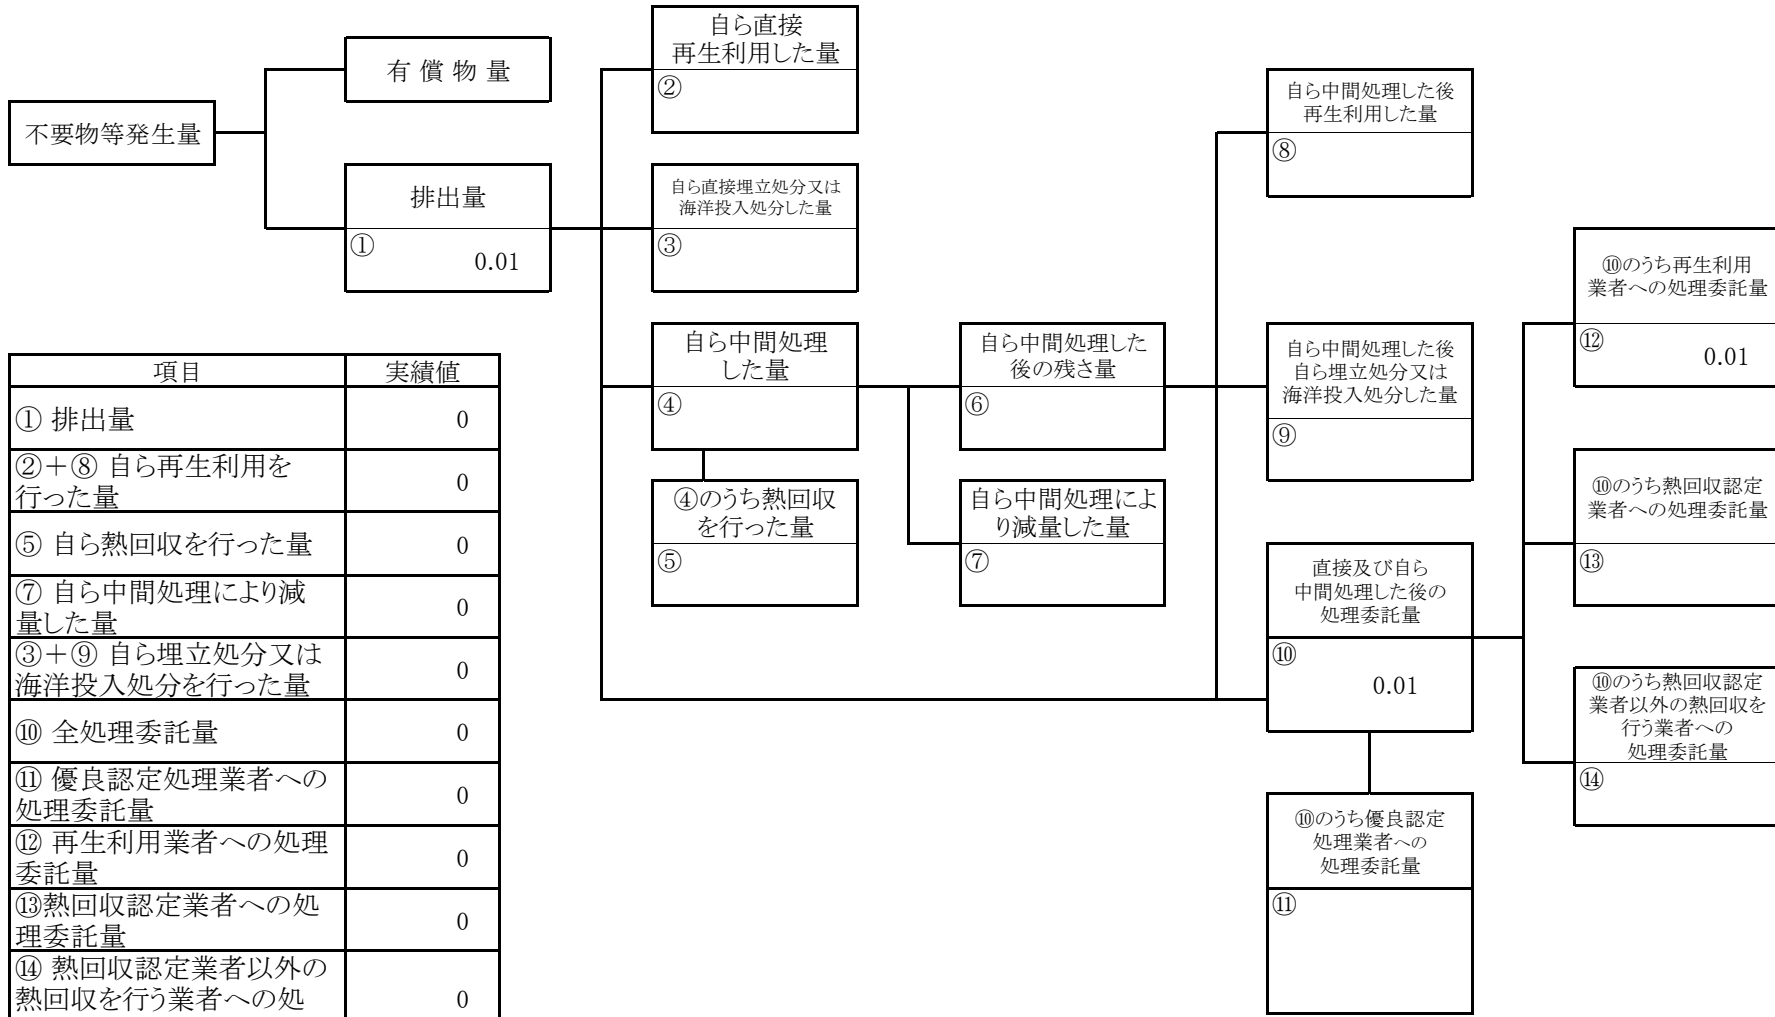 不要物等発生量
有償物量
排出量
①
0.01
自ら直接
再生利用した量
②
自ら直接埋立処分又は
海洋投入処分した量
③
自ら中間処理
した量
④
④のうち熱回収
を行った量
⑤
自ら中間処理した
後の残さ量
⑥
自ら中間処理によ
り減量した量
⑦
自ら中間処理した後
再生利用した量
⑧
自ら中間処理した後
自ら埋立処分又は
海洋投入処分した量
⑨
直接及び自ら
中間処理した後の
処理委託量
⑩
0.01
⑩のうち優良認定
処理業者への
処理委託量
⑪
⑩のうち再生利用
業者への処理委託量
⑫
0.01
⑩のうち熱回収認定
業者への処理委託量
⑬
⑩のうち熱回収認定
業者以外の熱回収を
行う業者への
処理委託量
⑭
項目 実績値
① 排出量 0
②+⑧ 自ら再生利用を
行った量 0
⑤ 自ら熱回収を行った量 0
⑦ 自ら中間処理により減
量した量 0
③+⑨ 自ら埋立処分又は
海洋投入処分を行った量 0
⑩ 全処理委託量 0
⑪ 優良認定処理業者への
処理委託量 0
⑫ 再生利用業者への処理
委託量 0
⑬熱回収認定業者への処
理委託量 0
⑭ 熱回収認定業者以外の
熱回収を行う業者への処 0